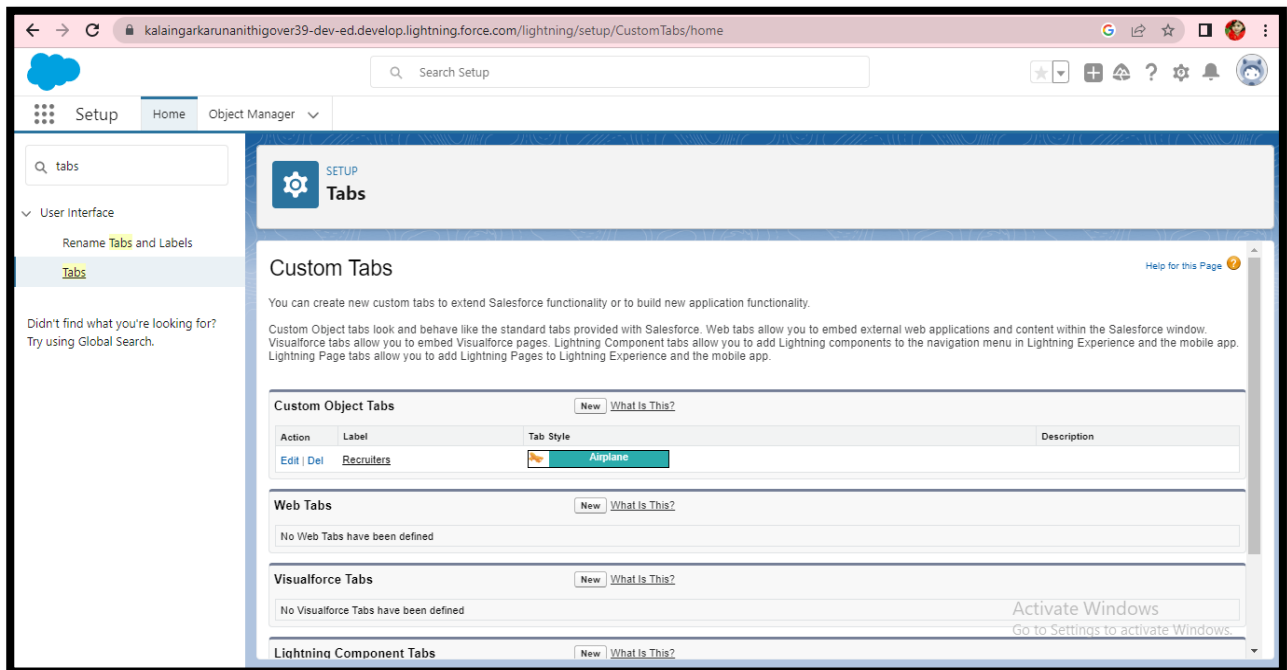 kalaingarkarunanithigover39-dev-ed.develop.lightning.force.com/lightning/setup/CustomTabs/home
Search Setup
Setup
Home
Object Manager
tabs
User Interface
Rename Tabs and Labels
Tabs
Didn't find what you're looking for?
Try using Global Search.
SETUP
Tabs
Custom Tabs
Help for this Page
You can create new custom tabs to extend Salesforce functionality or to build new application functionality.
Custom Object tabs look and behave like the standard tabs provided with Salesforce. Web tabs allow you to embed external web applications and content within the Salesforce window.
Visualforce tabs allow you to embed Visualforce pages. Lightning Component tabs allow you to add Lightning components to the navigation menu in Lightning Experience and the mobile app.
Lightning Page tabs allow you to add Lightning Pages to Lightning Experience and the mobile app.
Custom Object Tabs New What Is This?
Action Label Tab Style Description
Edit | Del Recruiters Airplane
Web Tabs New What Is This?
No Web Tabs have been defined
Visualforce Tabs New What Is This?
No Visualforce Tabs have been defined
Lightning Component Tabs New What Is This?
Activate Windows
Go to Settings to activate Windows.